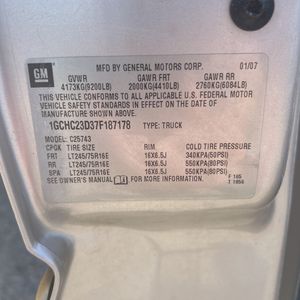 GM
MFD BY GENERAL MOTORS CORP. 01/07
GVWR GAWR FRT GAWR RR
4173KG(9200LB) 2000KG(4410LB) 2760KG(6084LB)
THIS VEHICLE CONFORMS TO ALL APPLICABLE U.S. FEDERAL MOTOR
VEHICLE SAFETY STANDARDS IN EFFECT ON THE DATE OF
MANUFACTURE SHOWN ABOVE.
1GCHC23D37F187178 TYPE: TRUCK
MODEL: C25743
CPGK TIRE SIZE RIM COLD TIRE PRESSURE
FRT LT245/75R16E 16X6.5J 340KPA(50PSI)
RR LT245/75R16E 16X6.5J 550KPA(80PSI)
SPA LT245/75R16E 16X6.5J 550KPA(80PSI)
SEE OWNER'S MANUAL FOR MORE INFORMATION.
T 1856